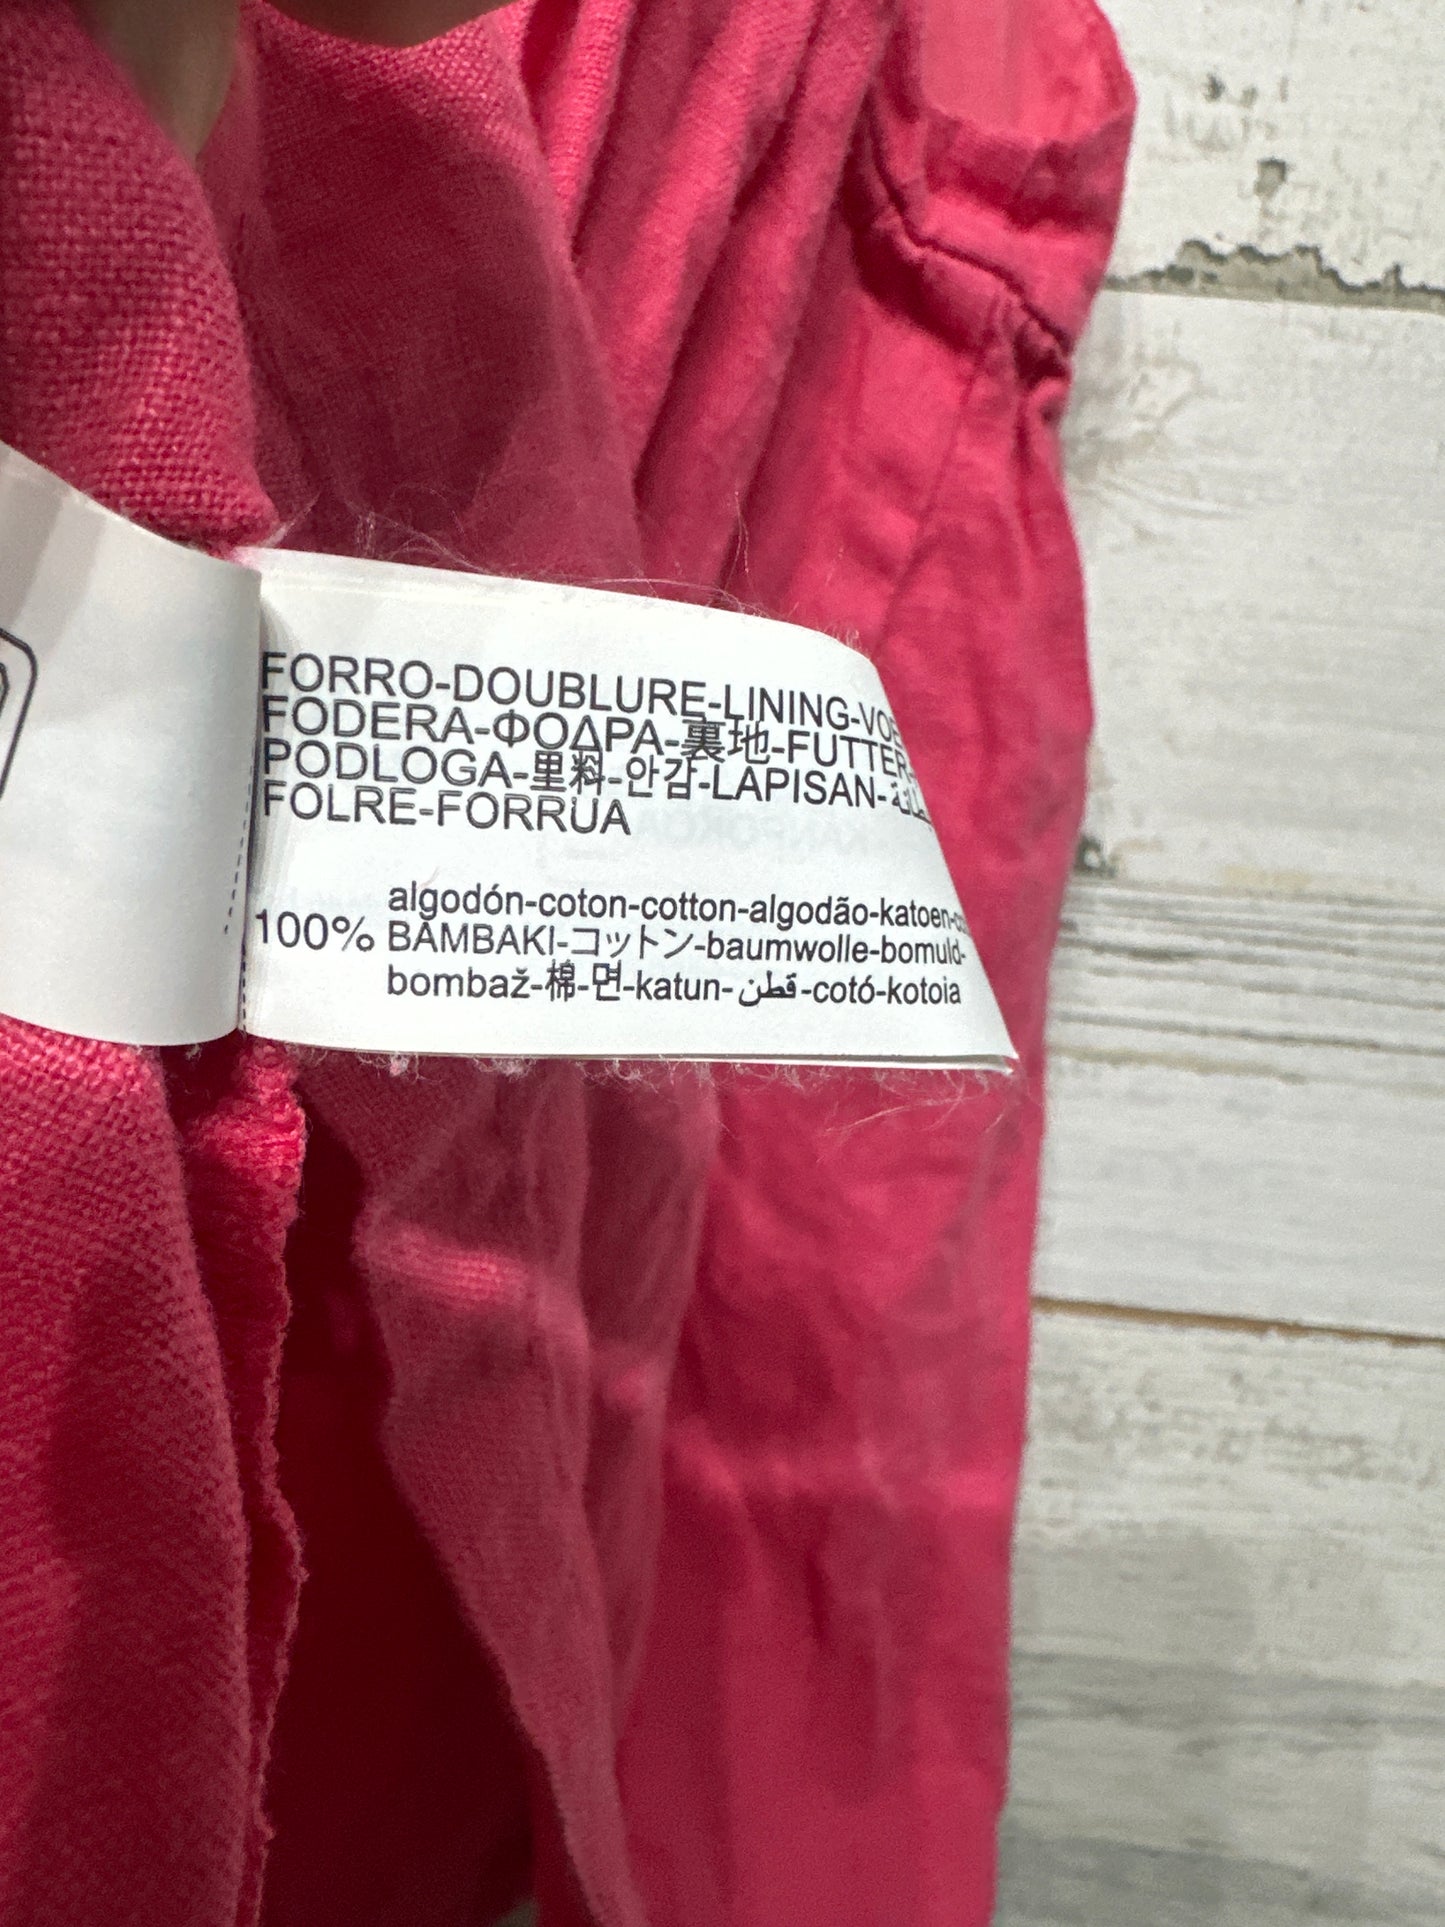 FORRO-DOUBLURE-LINING-
FODERA-ΦΟΔΡΑ-裏地-FUTTER-
PODLOGA-里料-안감-LAPISAN-
FOLRE-FORRUA
algodón-coton-cotton-algodão-katoen-
100% BAMBAKI-コットン-baumwolle-bomuld-
bombaž-棉-면-katun-قطن-cotó-kotoia